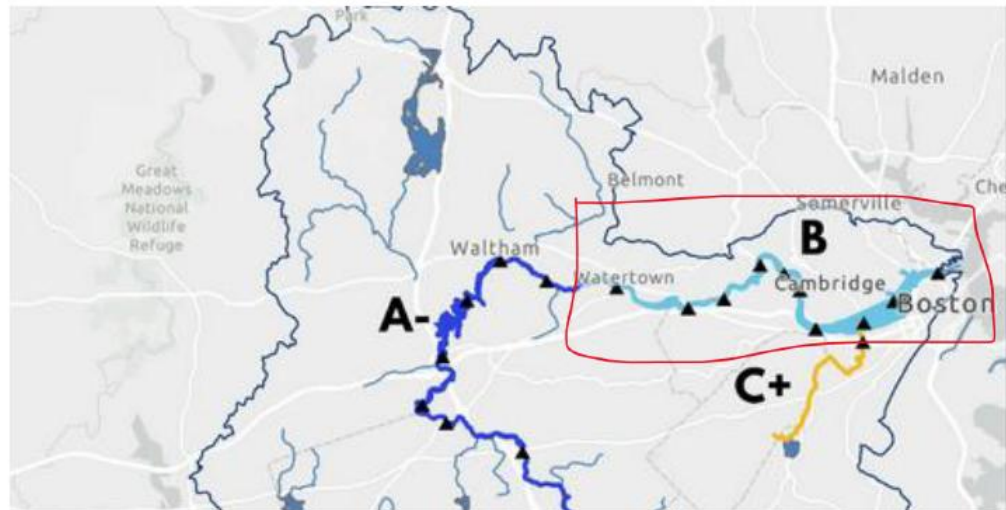 Park
Malden
Great
Meadows
National
Wildlife
Refuge
Belmont
Che
Somerville
Waltham
B
Watertown
Cambridge
A-
Boston
C+